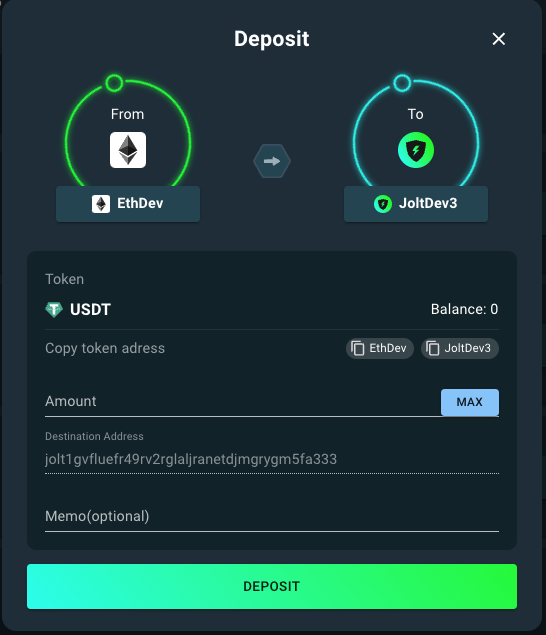 Deposit
From
To
EthDev
JoltDev3
Token
USDT
Balance: 0
Copy token adress
EthDev
JoltDev3
Amount
MAX
Destination Address
jolt1gvfluefr49rv2rglaljranetdjmgrygm5fa333
Memo(optional)
DEPOSIT